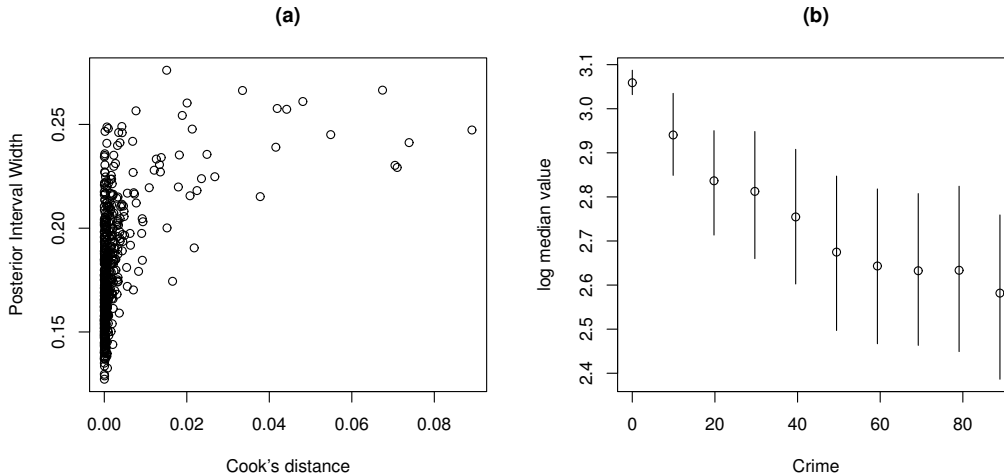 (a)
Posterior Interval Width
0.15 0.20 0.25
0.00 0.02 0.04 0.06 0.08
Cook's distance
(b)
log median value
2.4 2.5 2.6 2.7 2.8 2.9 3.0 3.1
0 20 40 60 80
Crime